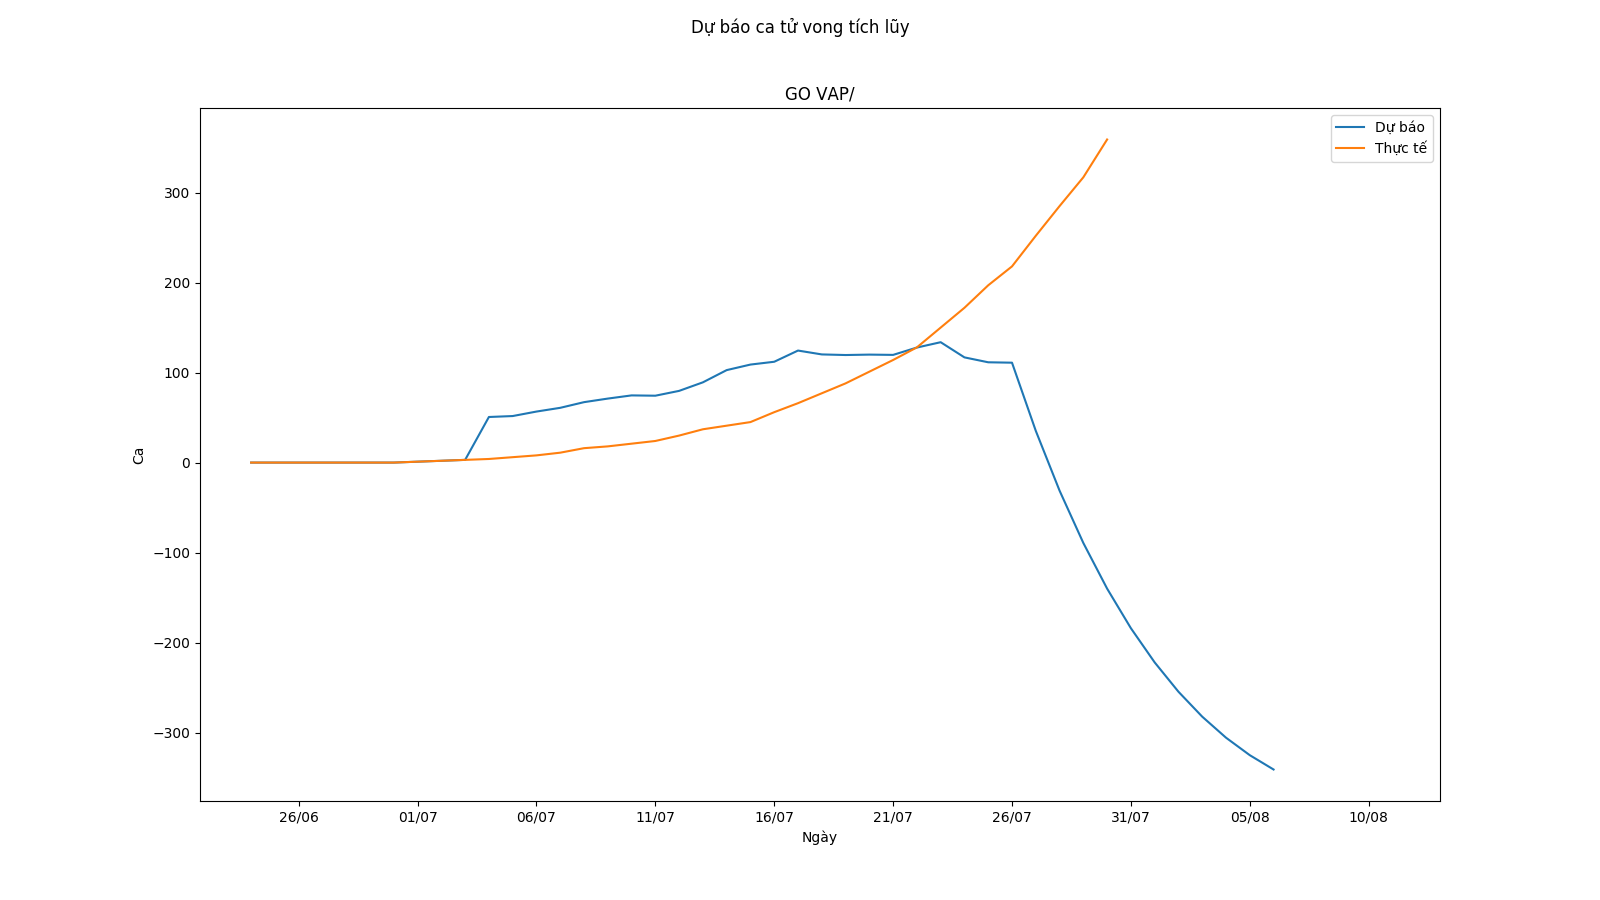 Dự báo ca tử vong tích lũy
GO VAP/
Dự báo
Thực tế
300
200
100
0
−100
−200
−300
Ca
26/06
01/07
06/07
11/07
16/07
21/07
26/07
31/07
05/08
10/08
Ngày